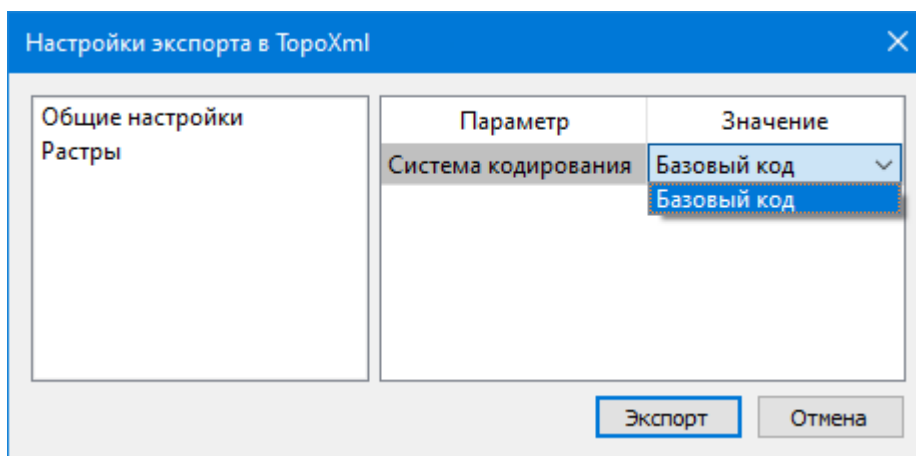 Настройки экспорта в TopoXml
Общие настройки
Растры
Параметр Значение
Система кодирования Базовый код
Базовый код
Экспорт Отмена